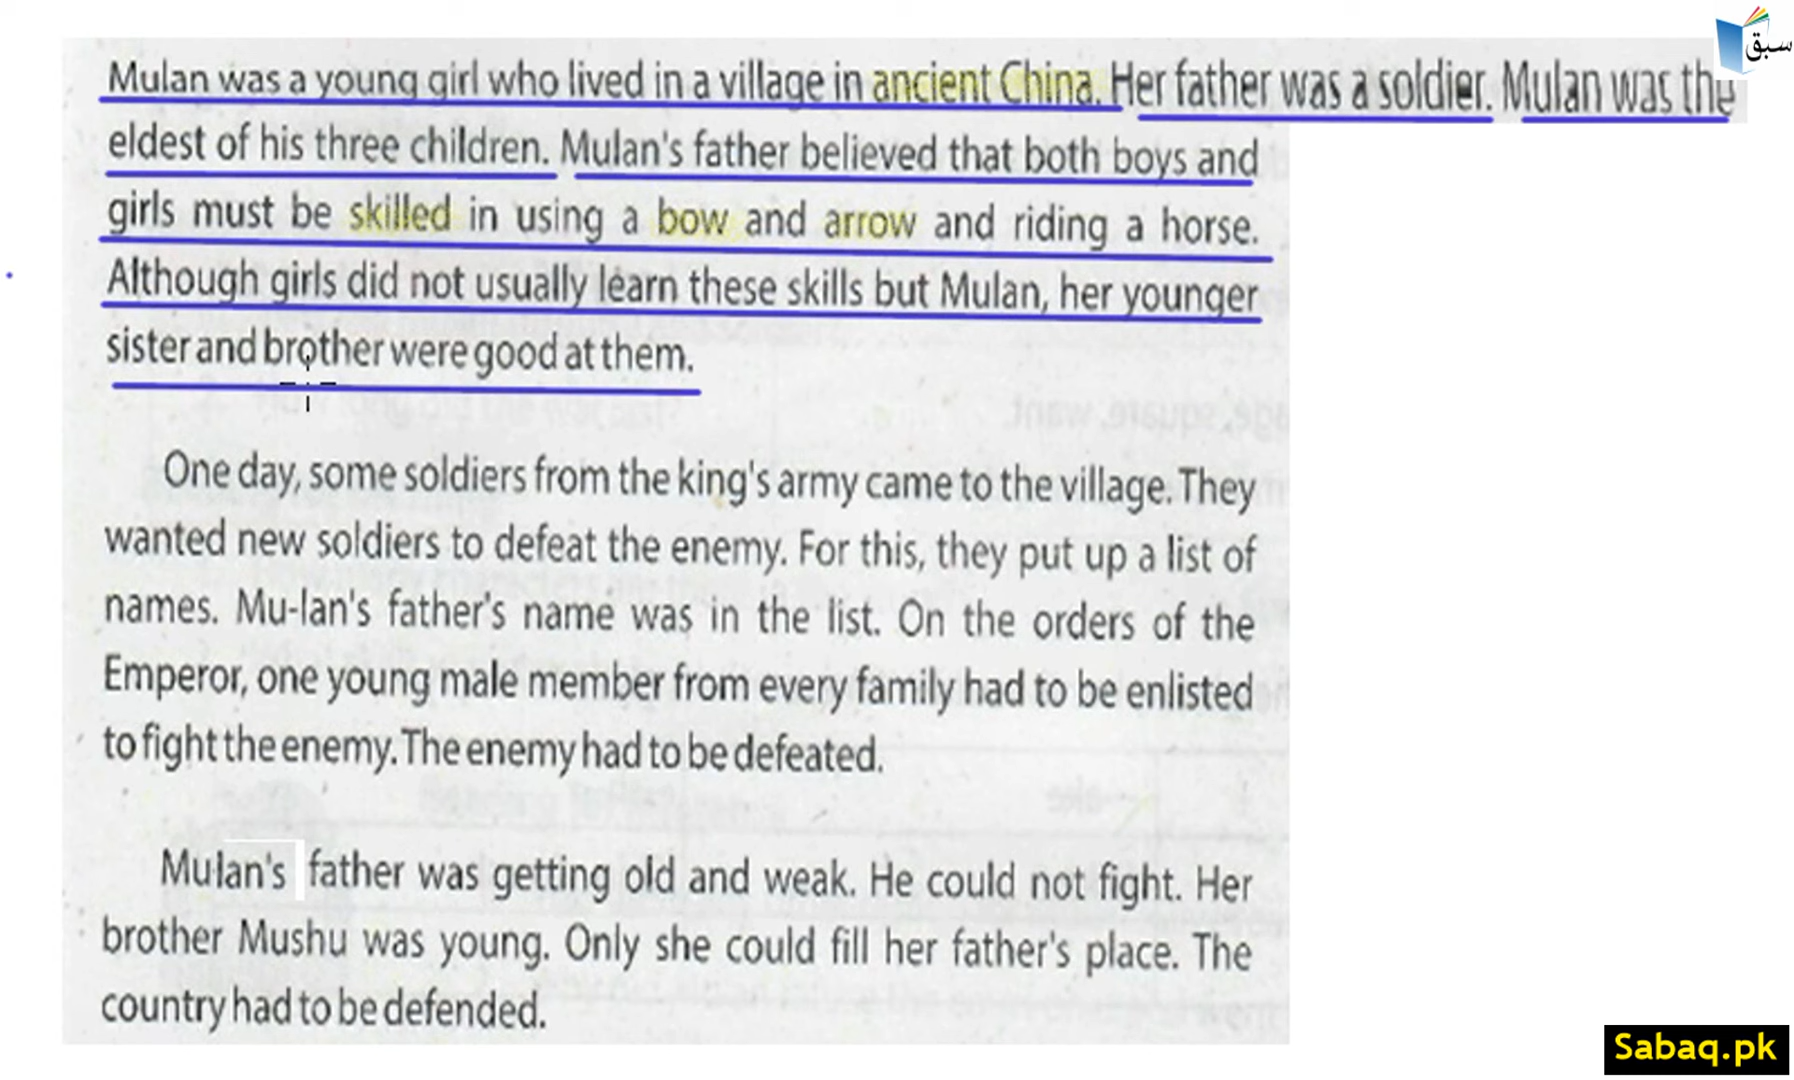 سبق
Mulan was a young girl who lived in a village in ancient China. Her father was a soldier. Mulan was the
eldest of his three children. Mulan's father believed that both boys and
girls must be skilled in using a bow and arrow and riding a horse.
Although girls did not usually learn these skills but Mulan, her younger
sister and brother were good at them.
One day, some soldiers from the king's army came to the village. They
wanted new soldiers to defeat the enemy. For this, they put up a list of
names. Mu-lan's father's name was in the list. On the orders of the
Emperor, one young male member from every family had to be enlisted
to fight the enemy. The enemy had to be defeated.
Mulan's father was getting old and weak. He could not fight. Her
brother Mushu was young. Only she could fill her father's place. The
country had to be defended.
Sabaq.pk